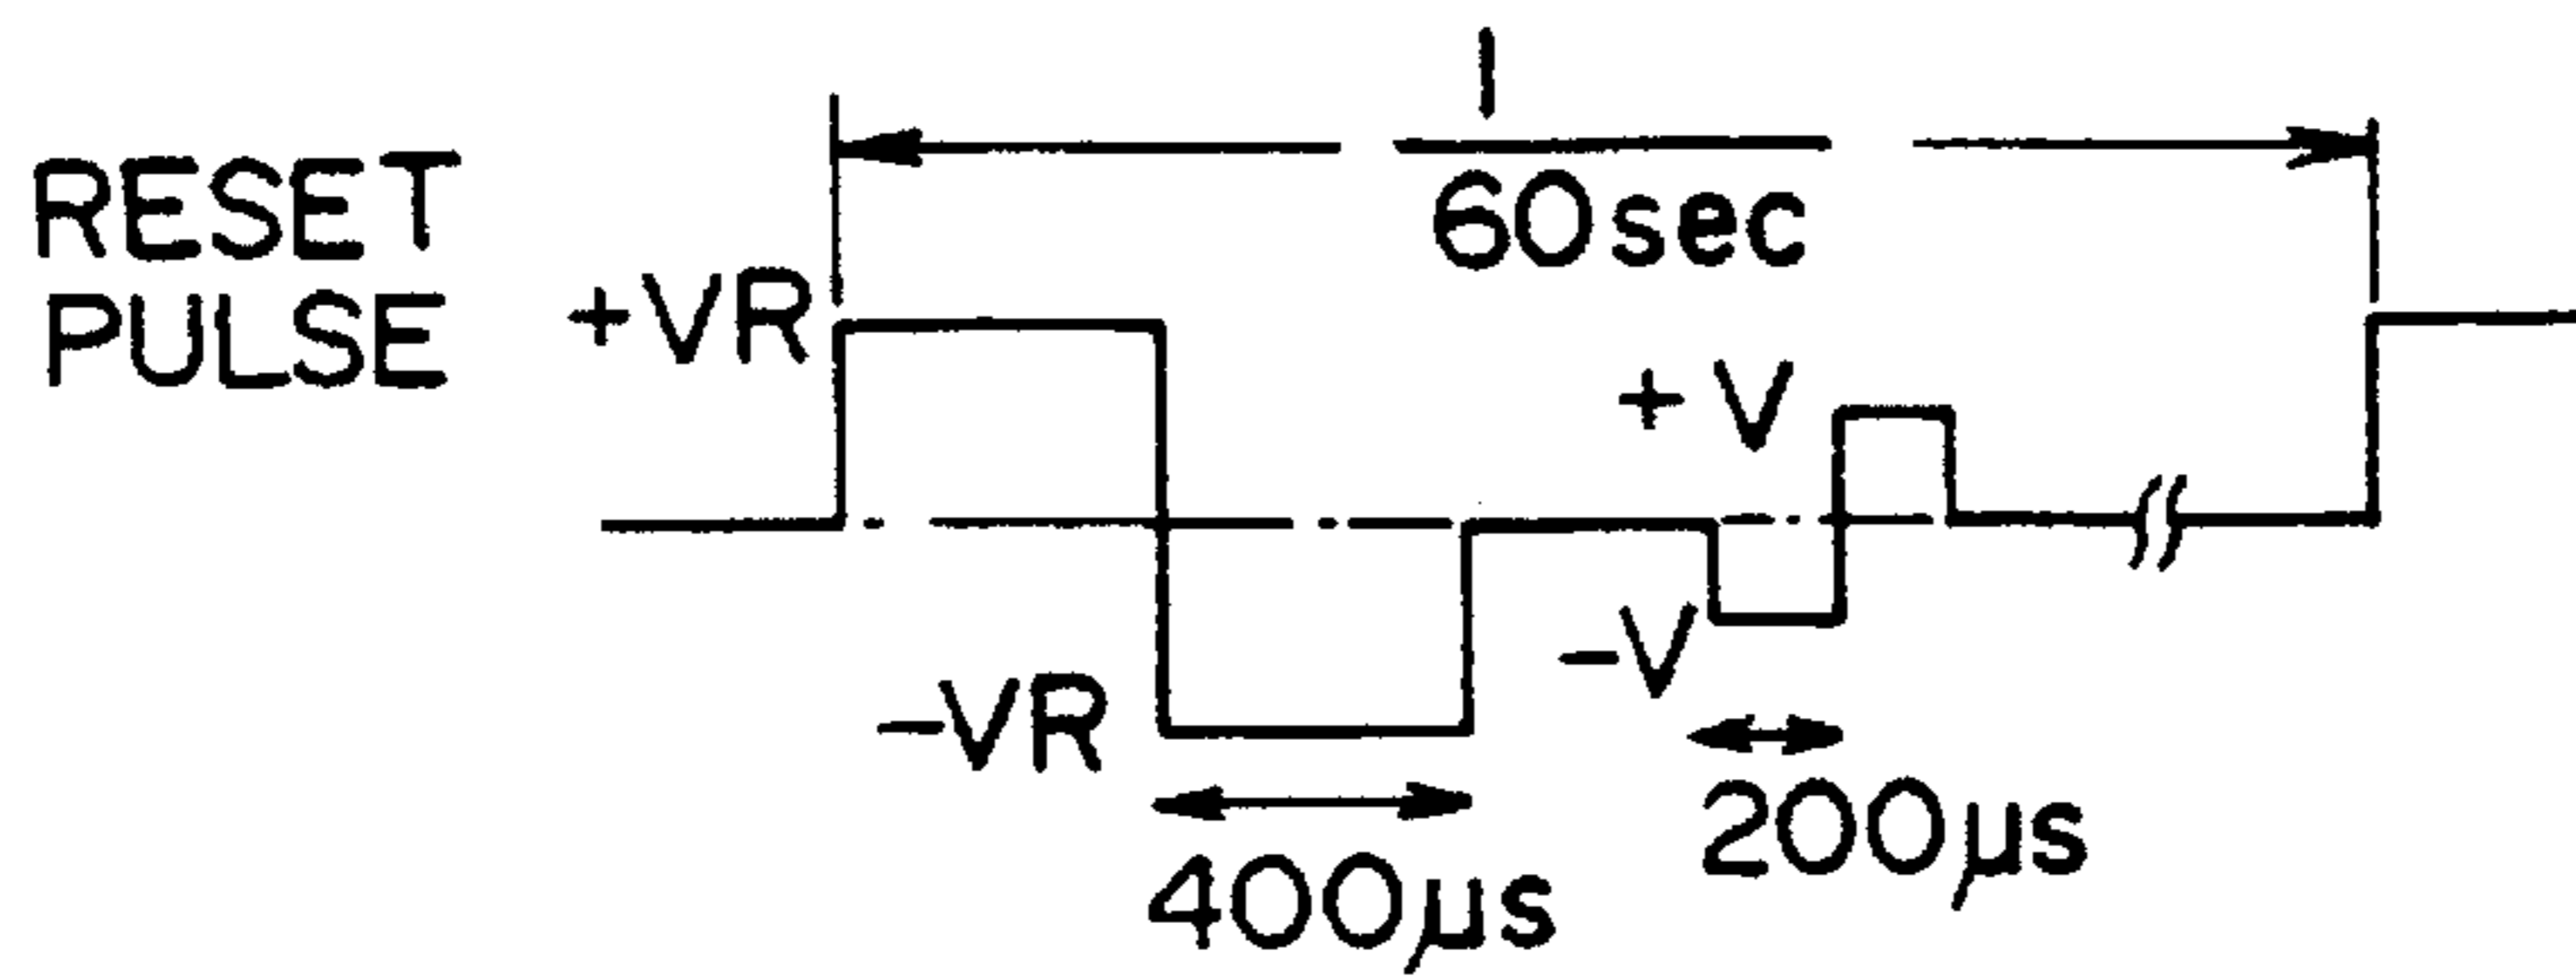 RESET
PULSE
1
60sec
+VR
-VR
+V
-V
400μs
200μs